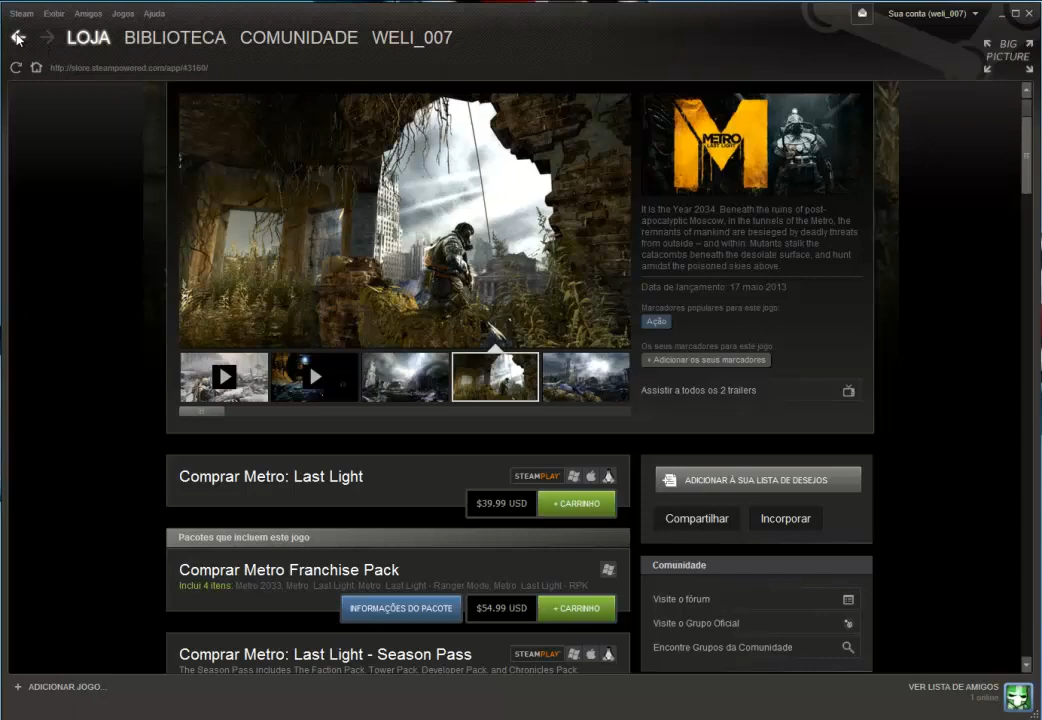 Steam Exibir Amigos Jogos Ajuda
Sua conta (weli_007)
LOJA BIBLIOTECA COMUNIDADE WELI_007
BIG PICTURE
http://store.steampowered.com/app/43160/
METRO
LAST LIGHT
It is the Year 2034. Beneath the ruins of post-
apocalyptic Moscow, in the tunnels of the Metro, the
remnants of mankind are besieged by deadly threats
from outside – and within. Mutants stalk the
catacombs beneath the desolate surface, and hunt
amidst the poisoned skies above.
Data de lançamento: 17 maio 2013
Marcadores populares para este jogo:
Ação
Os seus marcadores para este jogo
+ Adicionar os seus marcadores
Assistir a todos os 2 trailers
Comprar Metro: Last Light
STEAMPLAY
$39.99 USD + CARRINHO
ADICIONAR À SUA LISTA DE DESEJOS
Compartilhar Incorporar
Pacotes que incluem este jogo
Comprar Metro Franchise Pack
Inclui 4 itens: Metro 2033, Metro: Last Light, Metro: Last Light - Ranger Mode, Metro: Last Light - RPK
INFORMAÇÕES DO PACOTE $54.99 USD + CARRINHO
Comunidade
Visite o fórum
Visite o Grupo Oficial
Encontre Grupos da Comunidade
Comprar Metro: Last Light - Season Pass
STEAMPLAY
The Season Pass includes The Faction Pack, Tower Pack, Developer Pack, and Chronicles Pack.
+ ADICIONAR JOGO...
VER LISTA DE AMIGOS
1 online